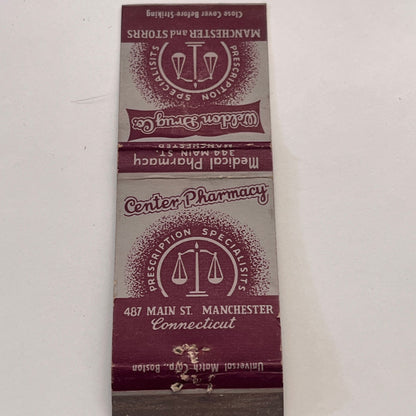 Close Cover Before Striking
MANCHESTER and STORRS
PRESCRIPTION SPECIALISTS
Weldon Drug Co.
Medical Pharmacy
344 MAIN ST.
MANCHESTER
Center Pharmacy
PRESCRIPTION SPECIALISTS
487 MAIN ST. MANCHESTER
Connecticut
Universal Match Corp., Boston